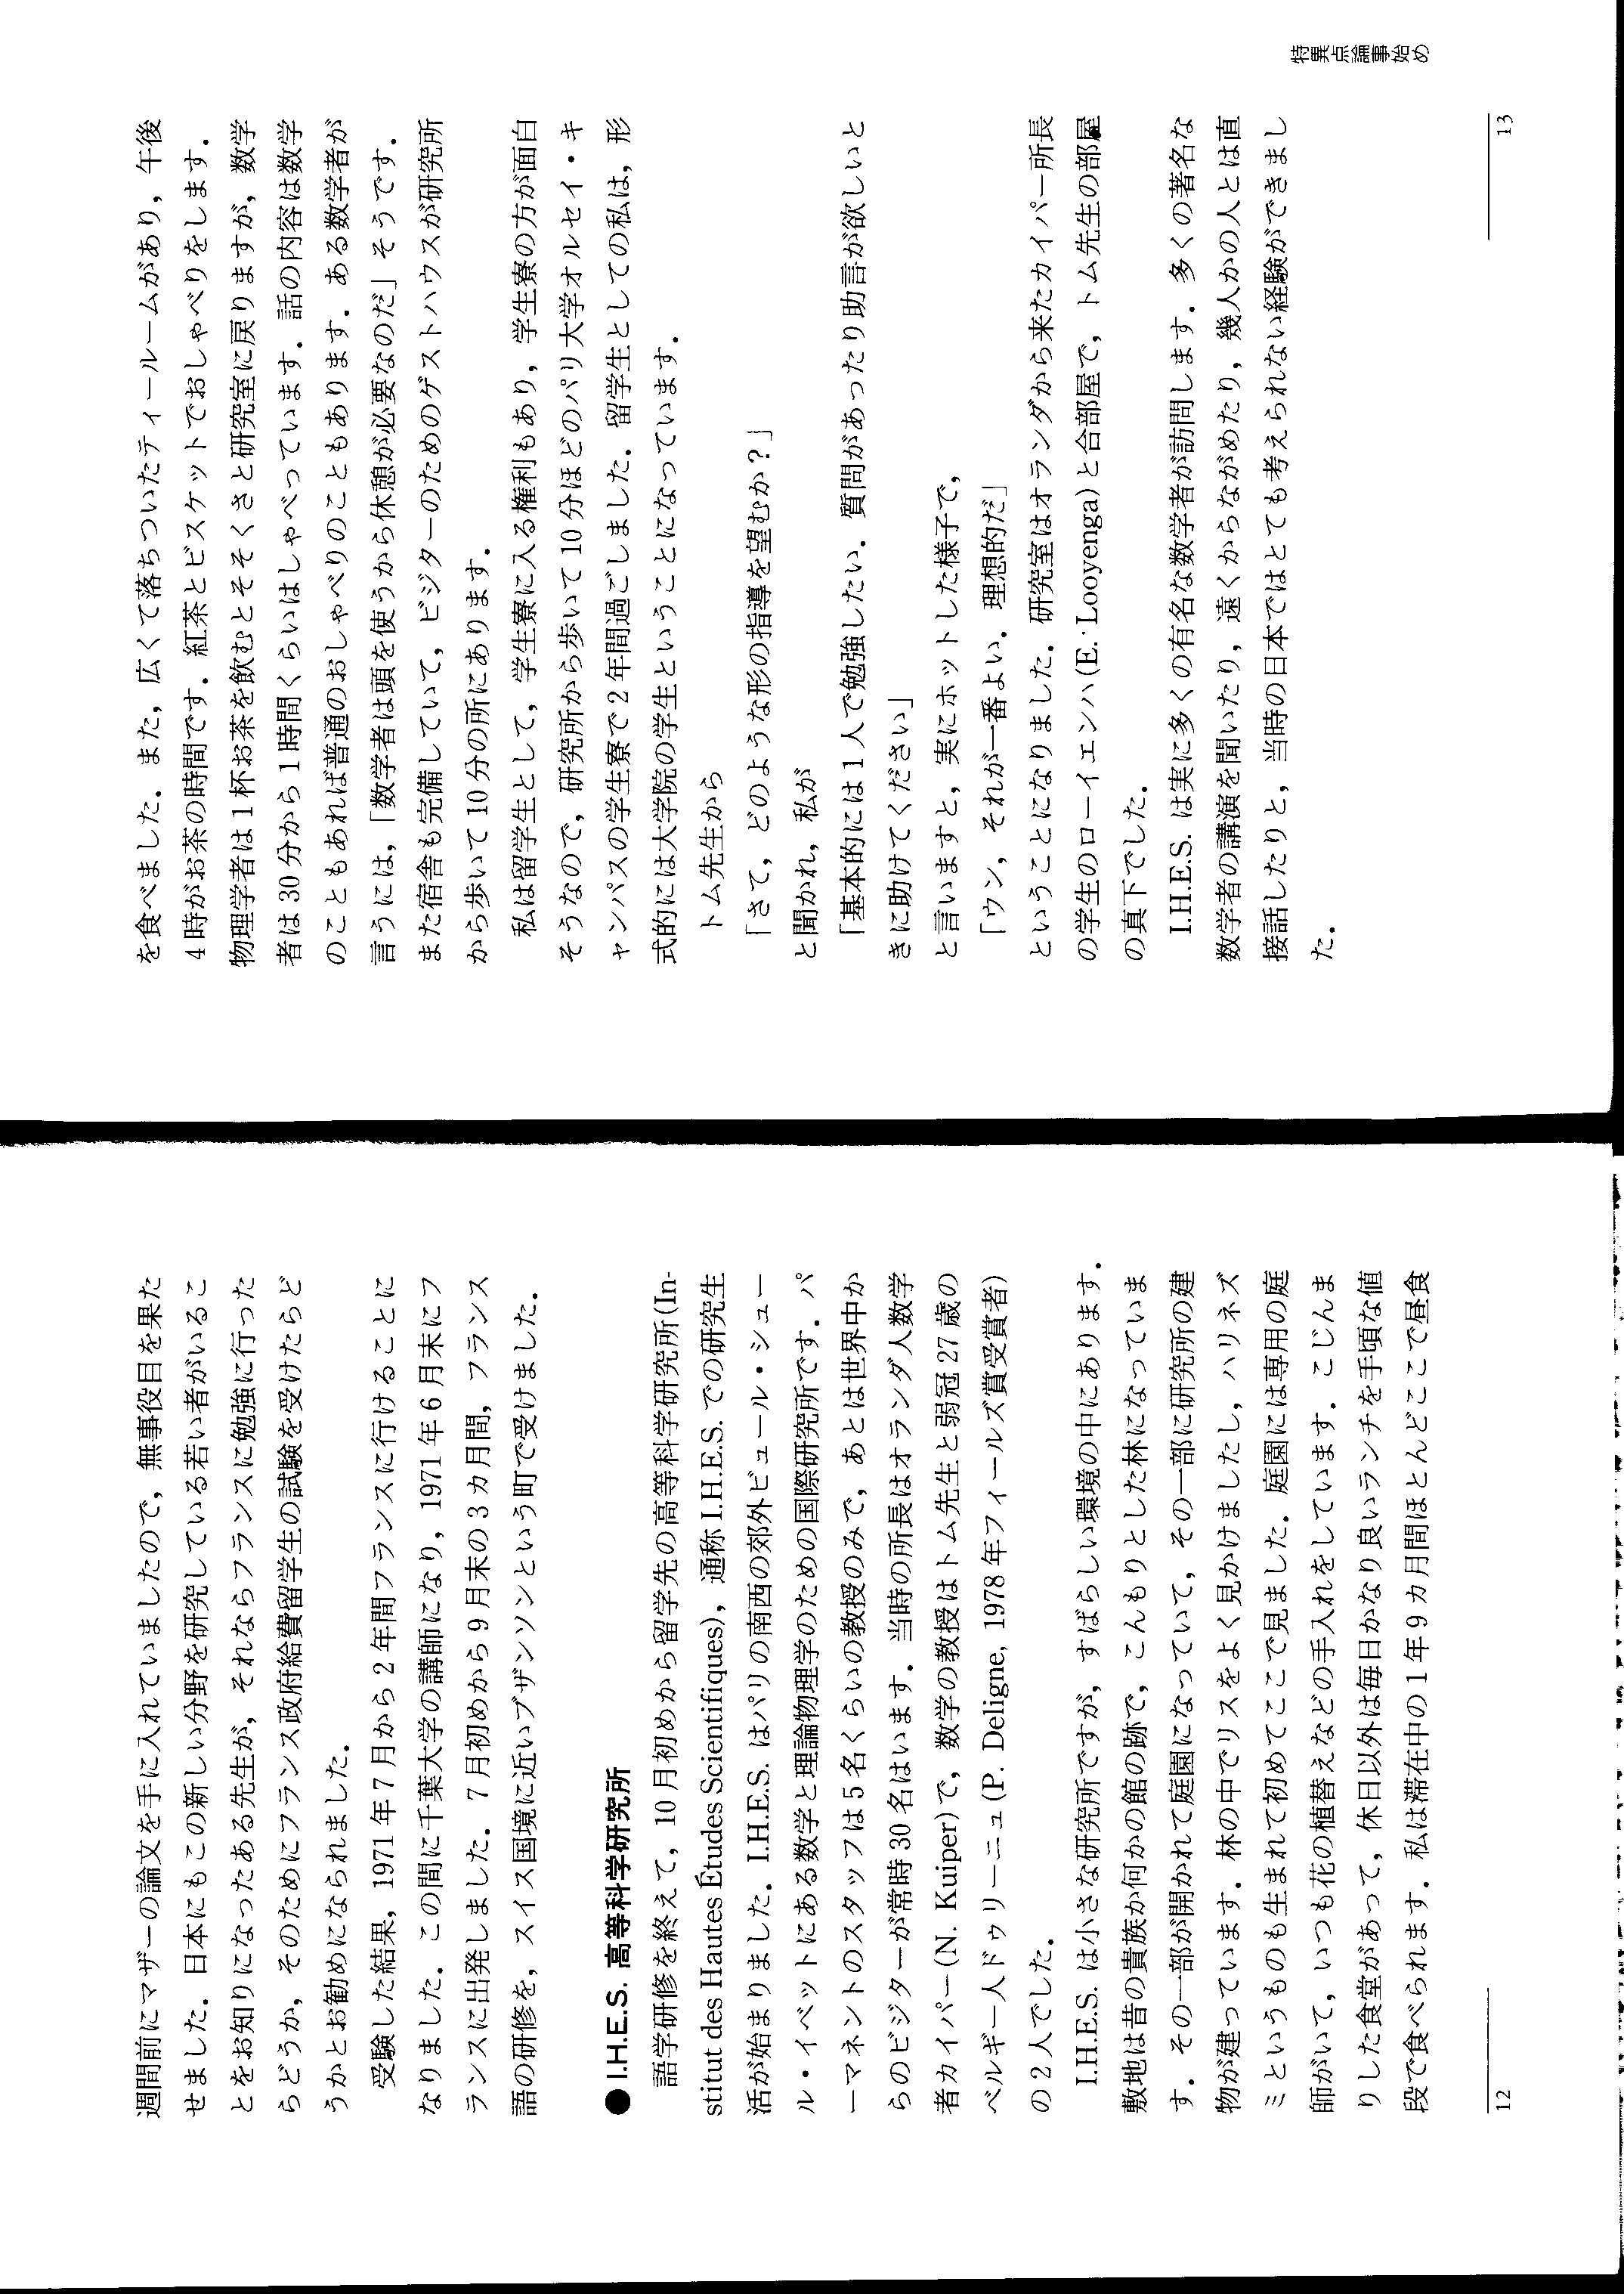 週間前にマザーの論文を手に入れていましたので，無事役目を果た
せました．日本にもこの新しい分野を研究している若い者がいるこ
とをお知りになったある先生が，それならフランスに勉強に行った
らどうか，そのためにフランス政府給費留学生の試験を受けたらど
うかとお勧めになられました．
受験した結果，1971年7月から2年間フランスに行けることに
なりました．この間に千葉大学の講師になり，1971年6月末にフ
ランスに出発しました．7月初めから9月末の3カ月間，フランス
語の研修を，スイス国境に近いブザンソンという町で受けました．
● I.H.E.S. 高等科学研究所
語学研修を終えて，10月初めから留学先の高等科学研究所(In-
stitut des Hautes Études Scientifiques)，通称I.H.E.S.での研究生
活が始まりました．I.H.E.S.はパリの南西の郊外ビュール・シュー
ル・イベットにある数学と理論物理学のための国際研究所です．パ
ーマネントのスタッフは5名くらいの教授のみで，あとは世界中か
らのビジターが常時30名はいます．当時の所長はオランダ人数学
者カイパー(N. Kuiper)で，数学の教授はトム先生と弱冠27歳の
ベルギー人ドゥリーニュ(P. Deligne, 1978年フィールズ賞受賞者)
の2人でした．
I.H.E.S.は小さな研究所ですが，すばらしい環境の中にあります．
敷地は昔の貴族か何かの館の跡で，こんもりとした林になっていま
す．その一部が開かれて庭園になっていて，その一部に研究所の建
物が建っています．林の中でリスをよく見かけましたし，ハリネズ
ミというものも生まれて初めてここで見ました．庭園には専用の庭
師がいて，いつも花の植替えなどの手入れをしています．こじんま
りした食堂があって，休日以外は毎日かなり良いランチを手頃な値
段で食べられます．私は滞在中の1年9カ月間ほとんどここで昼食
12
を食べました．また，広くて落ちついたティールームがあり，午後
4時がお茶の時間です．紅茶とビスケットでおしゃべりをします．
物理学者は1杯お茶を飲むとそそくさと研究室に戻りますが，数学
者は30分から1時間くらいはしゃべっています．話の内容は数学
のこともあれば普通のおしゃべりのこともあります．ある数学者が
言うには，「数学者は頭を使うから休憩が必要なのだ」そうです．
また宿舎も完備していて，ビジターのためのゲストハウスが研究所
から歩いて10分の所にあります．
私は留学生として，学生寮に入る権利もあり，学生寮の方が面白
そうなので，研究所から歩いて10分ほどのパリ大学オルセイ・キ
ャンパスの学生寮で2年間過ごしました．留学生としての私は，形
式的には大学院の学生ということになっています．
トム先生から
「さて，どのような形の指導を望むか？」
と聞かれ，私が
「基本的には1人で勉強したい．質問があったり助言が欲しいと
きに助けてください」
と言いますと，実にホットした様子で，
「ウン，それが一番よい．理想的だ」
ということになりました．研究室はオランダから来たカイパー所長
の学生のローイエンハ(E. Looyenga)と合部屋で，トム先生の部屋
の真下でした．
I.H.E.S.は実に多くの有名な数学者が訪問します．多くの著名な
数学者の講演を聞いたり，遠くからながめたり，幾人かの人とは直
接話したりと，当時の日本ではとても考えられない経験ができまし
た．
特異点論事始め
13